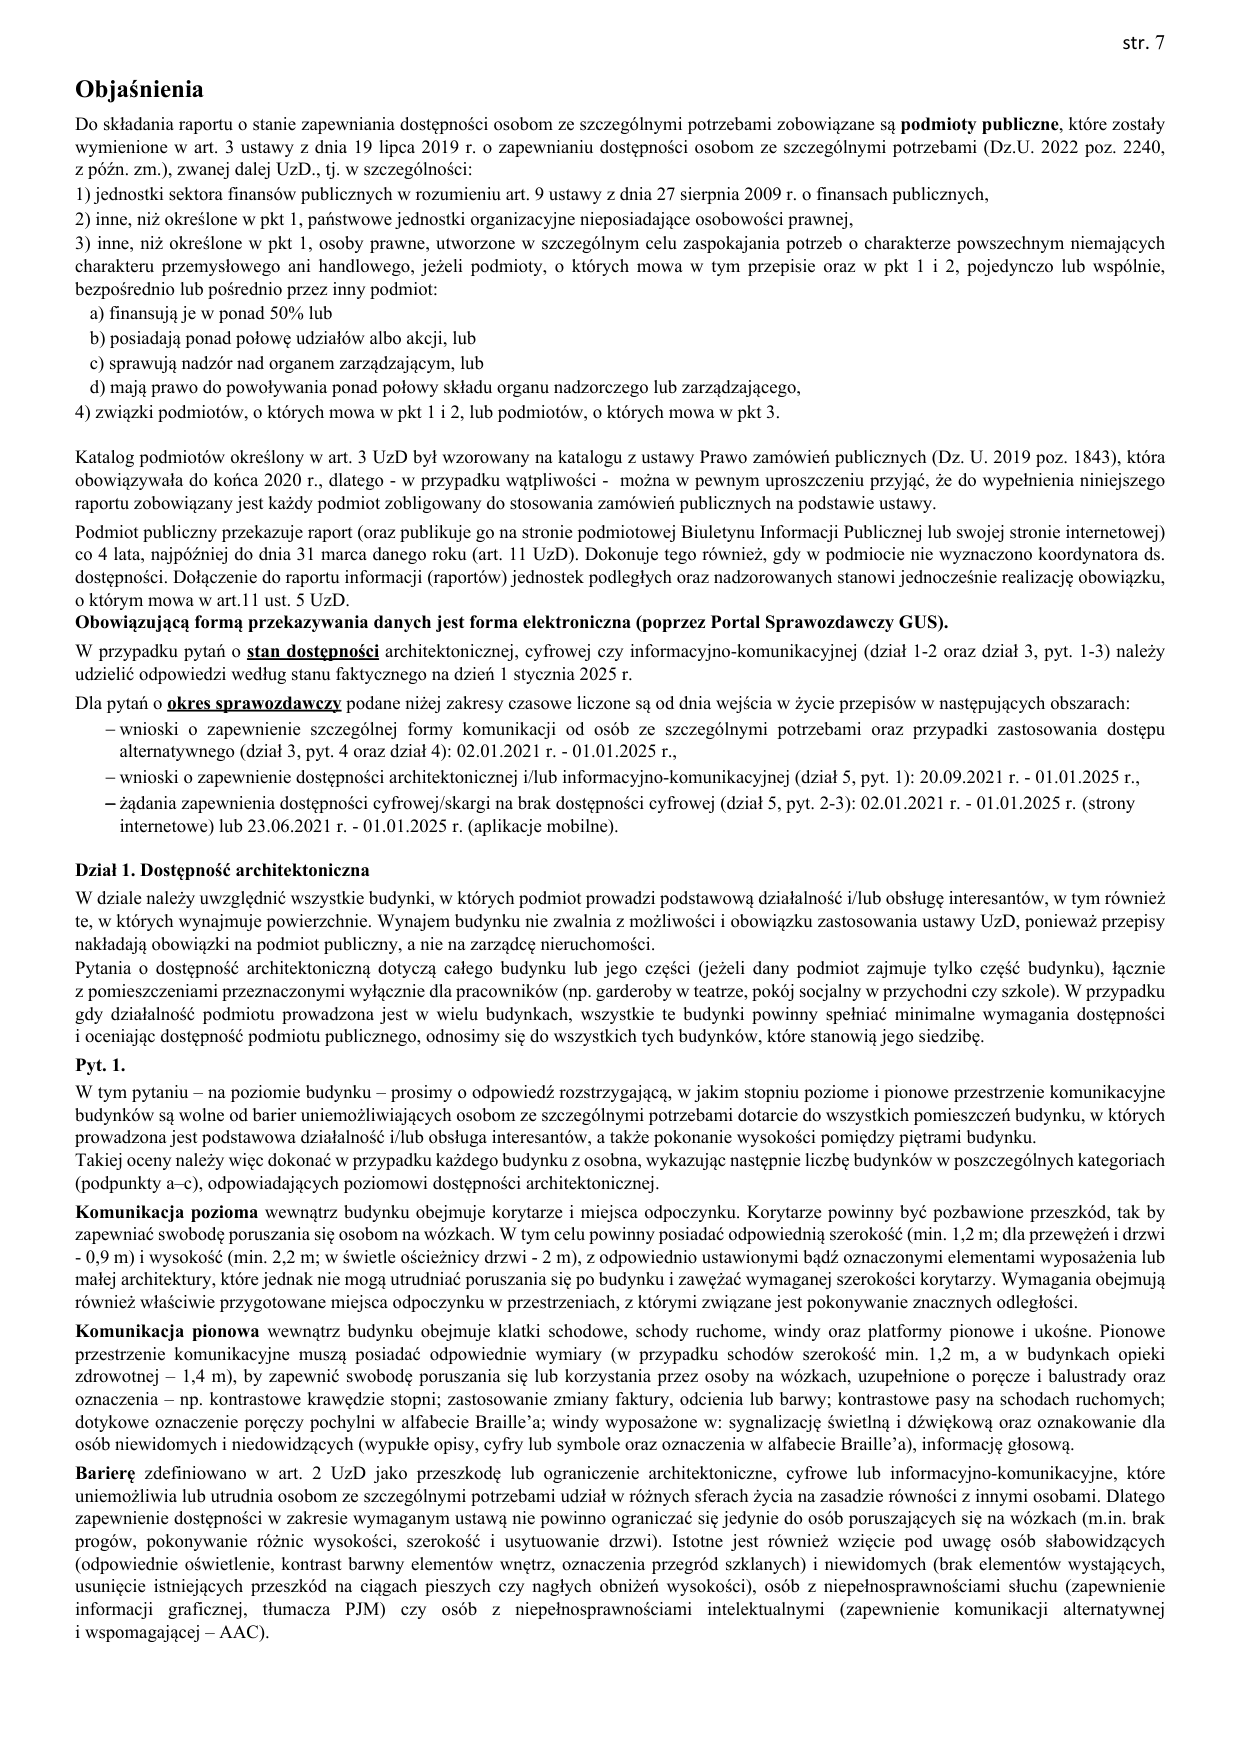 str. 7
Objaśnienia
Do składania raportu o stanie zapewniania dostępności osobom ze szczególnymi potrzebami zobowiązane są podmioty publiczne, które zostały
wymienione w art. 3 ustawy z dnia 19 lipca 2019 r. o zapewnianiu dostępności osobom ze szczególnymi potrzebami (Dz.U. 2022 poz. 2240,
z późn. zm.), zwanej dalej UzD., tj. w szczególności:
1) jednostki sektora finansów publicznych w rozumieniu art. 9 ustawy z dnia 27 sierpnia 2009 r. o finansach publicznych,
2) inne, niż określone w pkt 1, państwowe jednostki organizacyjne nieposiadające osobowości prawnej,
3) inne, niż określone w pkt 1, osoby prawne, utworzone w szczególnym celu zaspokajania potrzeb o charakterze powszechnym niemających
charakteru przemysłowego ani handlowego, jeżeli podmioty, o których mowa w tym przepisie oraz w pkt 1 i 2, pojedynczo lub wspólnie,
bezpośrednio lub pośrednio przez inny podmiot:
a) finansują je w ponad 50% lub
b) posiadają ponad połowę udziałów albo akcji, lub
c) sprawują nadzór nad organem zarządzającym, lub
d) mają prawo do powoływania ponad połowy składu organu nadzorczego lub zarządzającego,
4) związki podmiotów, o których mowa w pkt 1 i 2, lub podmiotów, o których mowa w pkt 3.
Katalog podmiotów określony w art. 3 UzD był wzorowany na katalogu z ustawy Prawo zamówień publicznych (Dz. U. 2019 poz. 1843), która
obowiązywała do końca 2020 r., dlatego - w przypadku wątpliwości - można w pewnym uproszczeniu przyjąć, że do wypełnienia niniejszego
raportu zobowiązany jest każdy podmiot zobligowany do stosowania zamówień publicznych na podstawie ustawy.
Podmiot publiczny przekazuje raport (oraz publikuje go na stronie podmiotowej Biuletynu Informacji Publicznej lub swojej stronie internetowej)
co 4 lata, najpóźniej do dnia 31 marca danego roku (art. 11 UzD). Dokonuje tego również, gdy w podmiocie nie wyznaczono koordynatora ds.
dostępności. Dołączenie do raportu informacji (raportów) jednostek podległych oraz nadzorowanych stanowi jednocześnie realizację obowiązku,
o którym mowa w art.11 ust. 5 UzD.
Obowiązującą formą przekazywania danych jest forma elektroniczna (poprzez Portal Sprawozdawczy GUS).
W przypadku pytań o stan dostępności architektonicznej, cyfrowej czy informacyjno-komunikacyjnej (dział 1-2 oraz dział 3, pyt. 1-3) należy
udzielić odpowiedzi według stanu faktycznego na dzień 1 stycznia 2025 r.
Dla pytań o okres sprawozdawczy podane niżej zakresy czasowe liczone są od dnia wejścia w życie przepisów w następujących obszarach:
– wnioski o zapewnienie szczególnej formy komunikacji od osób ze szczególnymi potrzebami oraz przypadki zastosowania dostępu
alternatywnego (dział 3, pyt. 4 oraz dział 4): 02.01.2021 r. - 01.01.2025 r.,
– wnioski o zapewnienie dostępności architektonicznej i/lub informacyjno-komunikacyjnej (dział 5, pyt. 1): 20.09.2021 r. - 01.01.2025 r.,
– żądania zapewnienia dostępności cyfrowej/skargi na brak dostępności cyfrowej (dział 5, pyt. 2-3): 02.01.2021 r. - 01.01.2025 r. (strony
internetowe) lub 23.06.2021 r. - 01.01.2025 r. (aplikacje mobilne).
Dział 1. Dostępność architektoniczna
W dziale należy uwzględnić wszystkie budynki, w których podmiot prowadzi podstawową działalność i/lub obsługę interesantów, w tym również
te, w których wynajmuje powierzchnie. Wynajem budynku nie zwalnia z możliwości i obowiązku zastosowania ustawy UzD, ponieważ przepisy
nakładają obowiązki na podmiot publiczny, a nie na zarządcę nieruchomości.
Pytania o dostępność architektoniczną dotyczą całego budynku lub jego części (jeżeli dany podmiot zajmuje tylko część budynku), łącznie
z pomieszczeniami przeznaczonymi wyłącznie dla pracowników (np. garderoby w teatrze, pokój socjalny w przychodni czy szkole). W przypadku
gdy działalność podmiotu prowadzona jest w wielu budynkach, wszystkie te budynki powinny spełniać minimalne wymagania dostępności
i oceniając dostępność podmiotu publicznego, odnosimy się do wszystkich tych budynków, które stanowią jego siedzibę.
Pyt. 1.
W tym pytaniu – na poziomie budynku – prosimy o odpowiedź rozstrzygającą, w jakim stopniu poziome i pionowe przestrzenie komunikacyjne
budynków są wolne od barier uniemożliwiających osobom ze szczególnymi potrzebami dotarcie do wszystkich pomieszczeń budynku, w których
prowadzona jest podstawowa działalność i/lub obsługa interesantów, a także pokonanie wysokości pomiędzy piętrami budynku.
Takiej oceny należy więc dokonać w przypadku każdego budynku z osobna, wykazując następnie liczbę budynków w poszczególnych kategoriach
(podpunkty a–c), odpowiadających poziomowi dostępności architektonicznej.
Komunikacja pozioma wewnątrz budynku obejmuje korytarze i miejsca odpoczynku. Korytarze powinny być pozbawione przeszkód, tak by
zapewniać swobodę poruszania się osobom na wózkach. W tym celu powinny posiadać odpowiednią szerokość (min. 1,2 m; dla przewężeń i drzwi
- 0,9 m) i wysokość (min. 2,2 m; w świetle ościeżnicy drzwi - 2 m), z odpowiednio ustawionymi bądź oznaczonymi elementami wyposażenia lub
małej architektury, które jednak nie mogą utrudniać poruszania się po budynku i zawężać wymaganej szerokości korytarzy. Wymagania obejmują
również właściwie przygotowane miejsca odpoczynku w przestrzeniach, z którymi związane jest pokonywanie znacznych odległości.
Komunikacja pionowa wewnątrz budynku obejmuje klatki schodowe, schody ruchome, windy oraz platformy pionowe i ukośne. Pionowe
przestrzenie komunikacyjne muszą posiadać odpowiednie wymiary (w przypadku schodów szerokość min. 1,2 m, a w budynkach opieki
zdrowotnej – 1,4 m), by zapewnić swobodę poruszania się lub korzystania przez osoby na wózkach, uzupełnione o poręcze i balustrady oraz
oznaczenia – np. kontrastowe krawędzie stopni; zastosowanie zmiany faktury, odcienia lub barwy; kontrastowe pasy na schodach ruchomych;
dotykowe oznaczenie poręczy pochylni w alfabecie Braille’a; windy wyposażone w: sygnalizację świetlną i dźwiękową oraz oznakowanie dla
osób niewidomych i niedowidzących (wypukłe opisy, cyfry lub symbole oraz oznaczenia w alfabecie Braille’a), informację głosową.
Barierę zdefiniowano w art. 2 UzD jako przeszkodę lub ograniczenie architektoniczne, cyfrowe lub informacyjno-komunikacyjne, które
uniemożliwia lub utrudnia osobom ze szczególnymi potrzebami udział w różnych sferach życia na zasadzie równości z innymi osobami. Dlatego
zapewnienie dostępności w zakresie wymaganym ustawą nie powinno ograniczać się jedynie do osób poruszających się na wózkach (m.in. brak
progów, pokonywanie różnic wysokości, szerokość i usytuowanie drzwi). Istotne jest również wzięcie pod uwagę osób słabowidzących
(odpowiednie oświetlenie, kontrast barwny elementów wnętrz, oznaczenia przegród szklanych) i niewidomych (brak elementów wystających,
usunięcie istniejących przeszkód na ciągach pieszych czy nagłych obniżeń wysokości), osób z niepełnosprawnościami słuchu (zapewnienie
informacji graficznej, tłumacza PJM) czy osób z niepełnosprawnościami intelektualnymi (zapewnienie komunikacji alternatywnej
i wspomagającej – AAC).